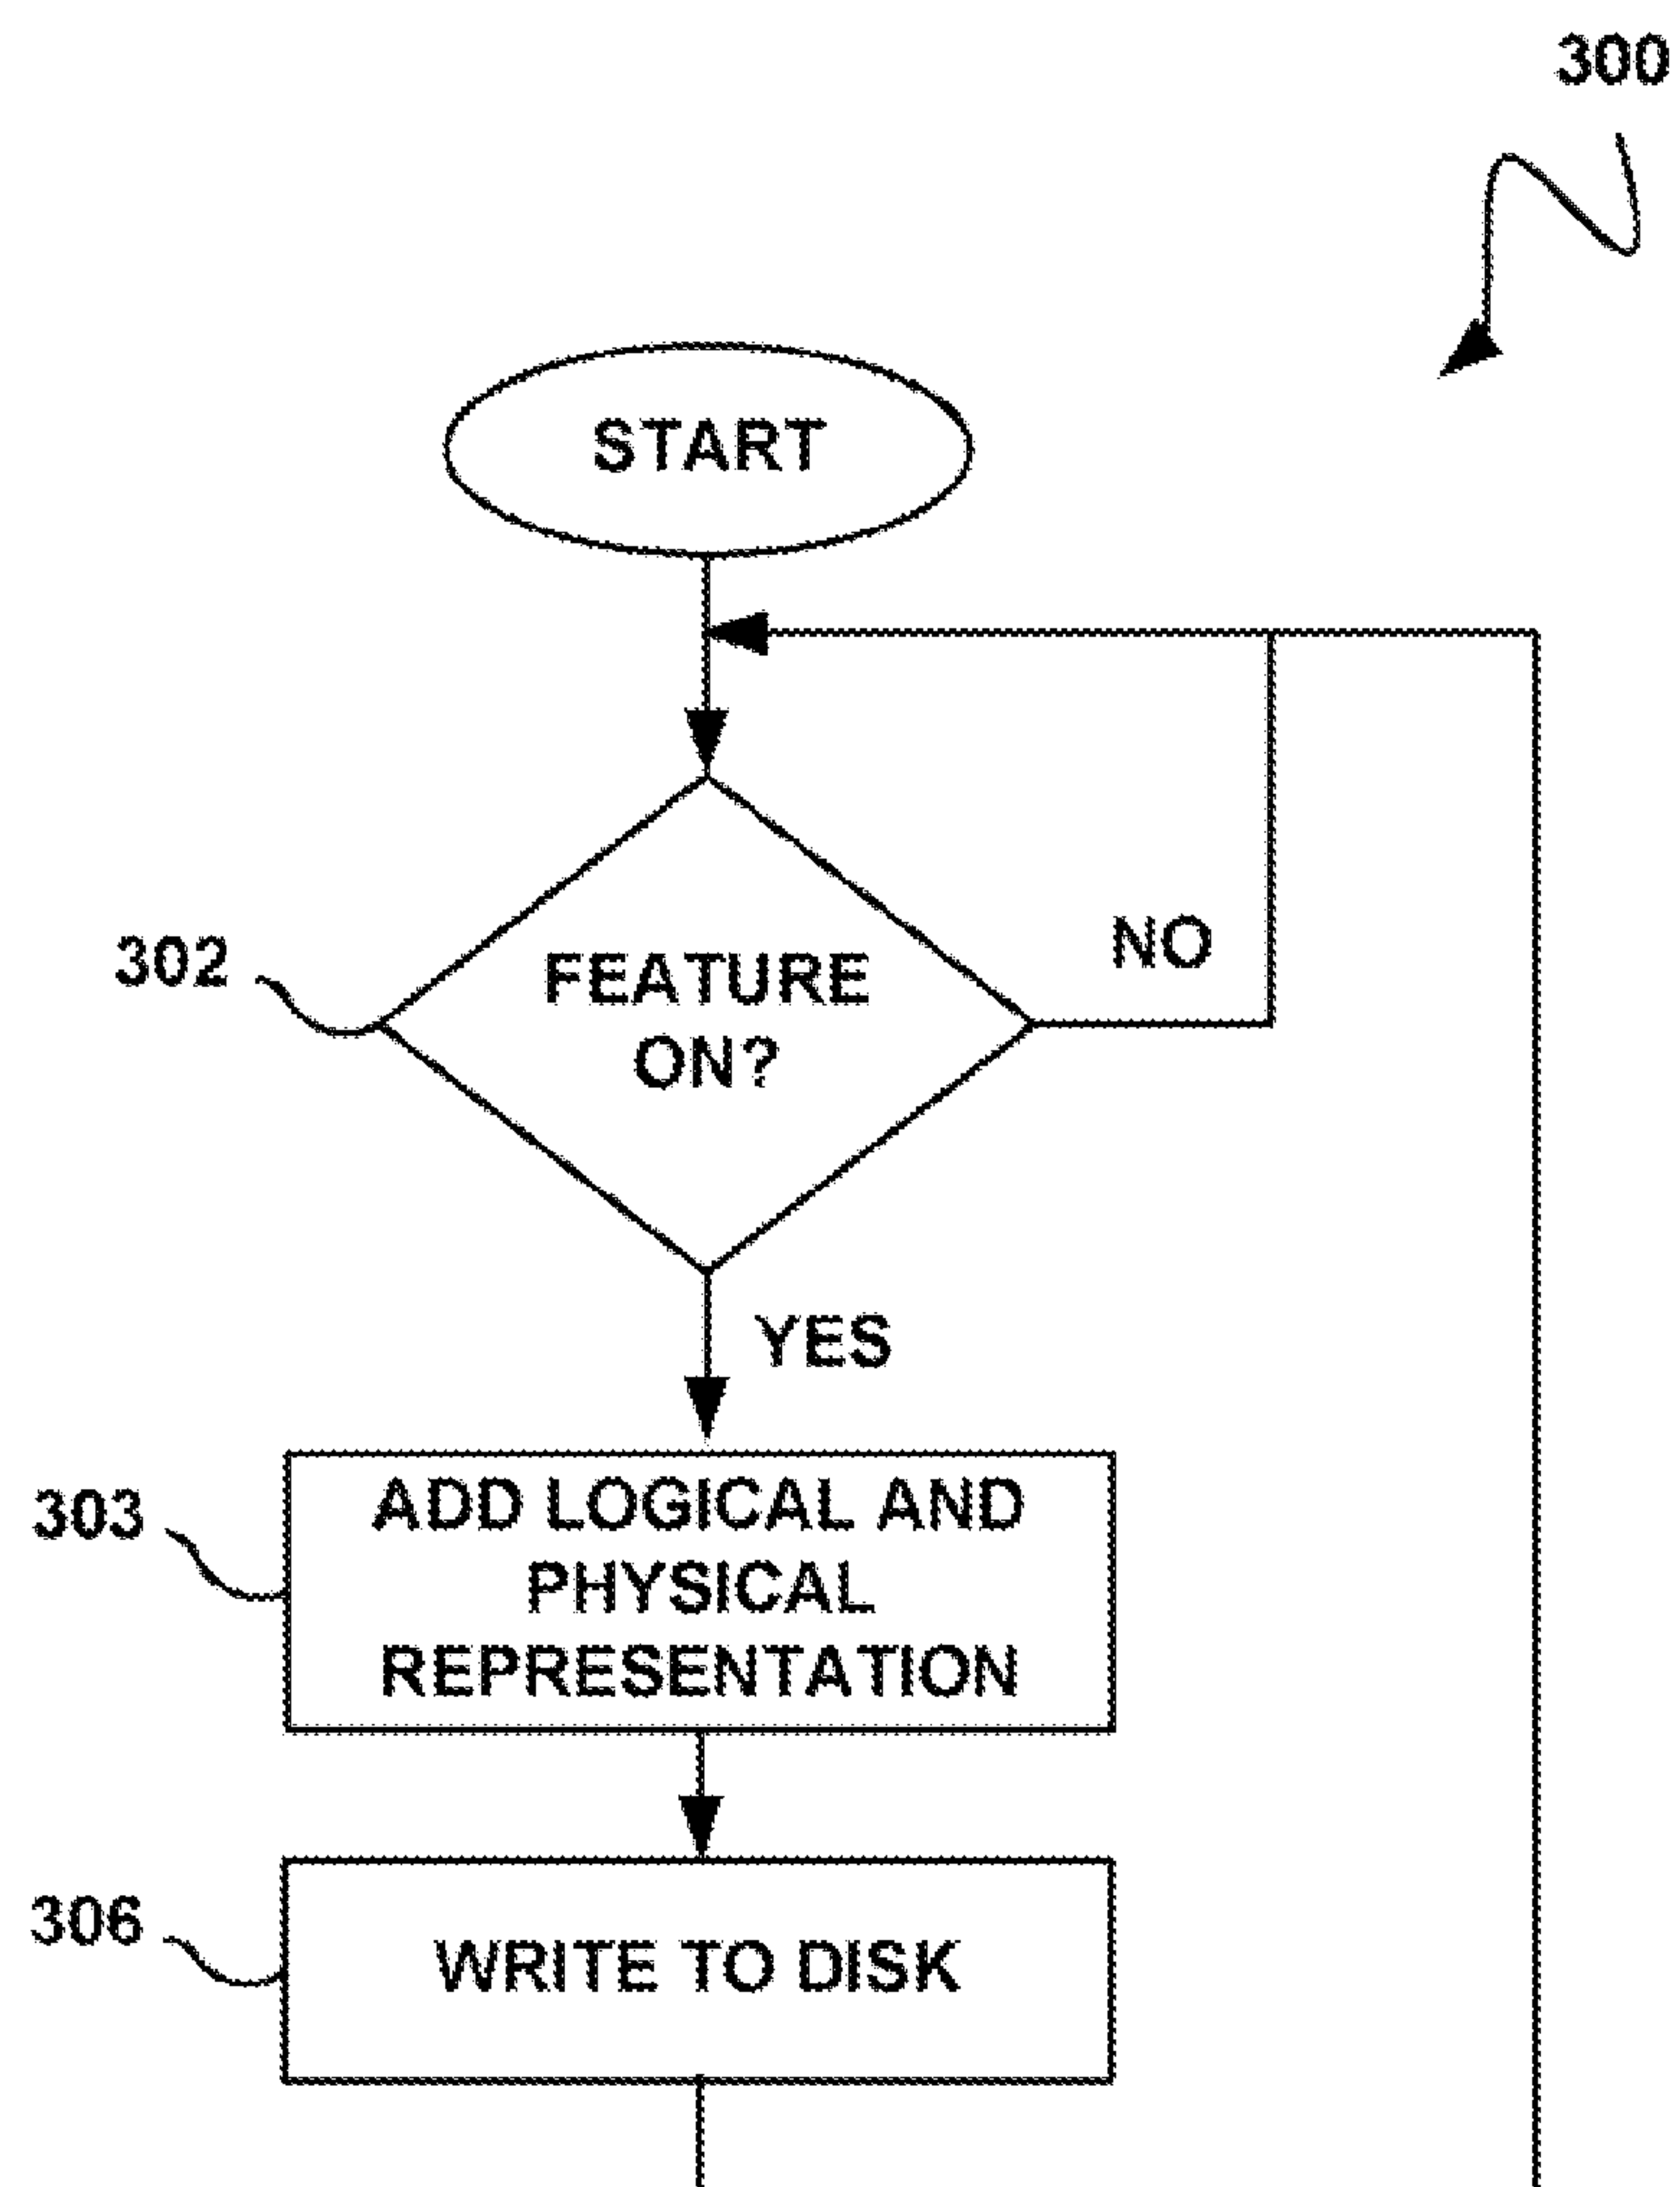 300
START
302
FEATURE
ON?
NO
YES
303
ADD LOGICAL AND
PHYSICAL
REPRESENTATION
306
WRITE TO DISK